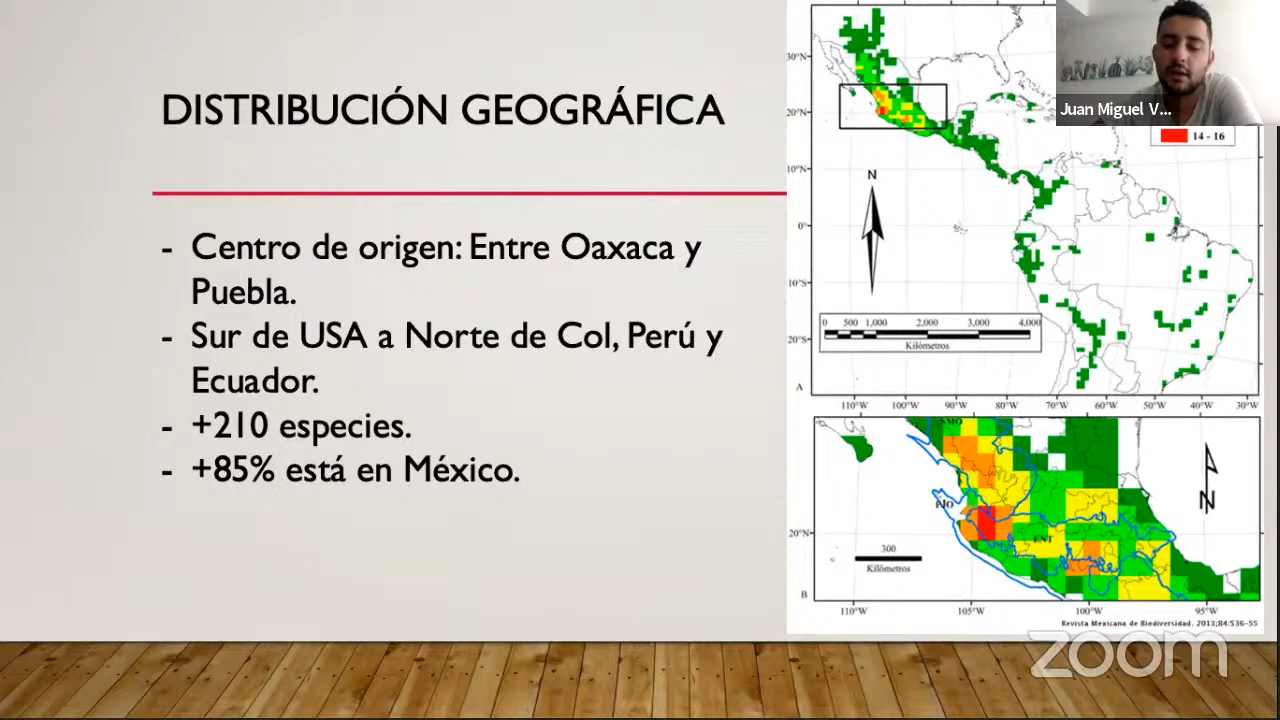 DISTRIBUCIÓN GEOGRÁFICA
- Centro de origen: Entre Oaxaca y
Puebla.
- Sur de USA a Norte de Col, Perú y
Ecuador.
- +210 especies.
- +85% está en México.
Juan Miguel V...
14 - 16
30°N
20°N
10°N
0°
10°S
20°S
N
0 500 1,000 2,000 3,000 4,000
Kilómetros
A
110°W 100°W 90°W 80°W 70°W 60°W 50°W 40°W 30°W
SMO
FJO
ENT
20°N
N
300
Kilómetros
B
110°W 105°W 100°W 95°W
Revista Mexicana de Biodiversidad. 2013;84:536-55
zoom